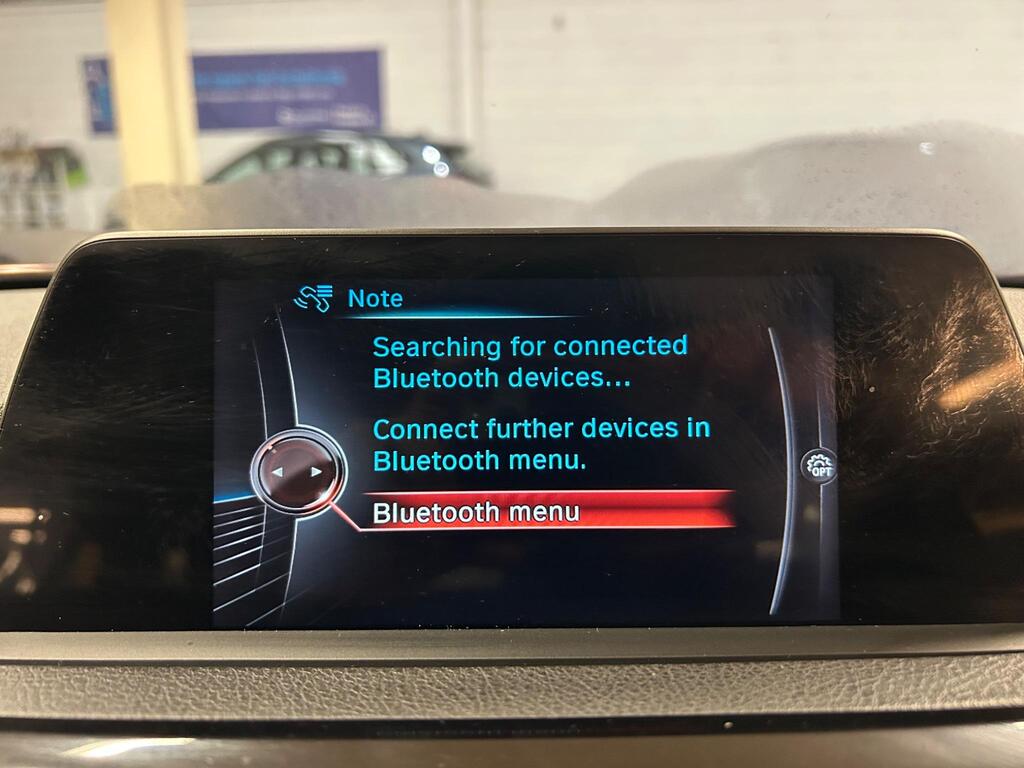 Note
Searching for connected
Bluetooth devices...
Connect further devices in
Bluetooth menu.
Bluetooth menu
OPT